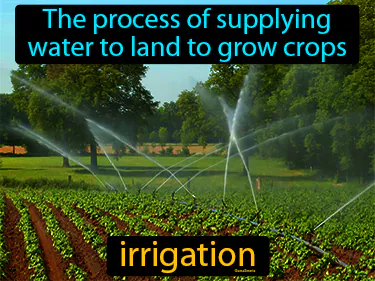 The process of supplying
water to land to grow crops
irrigation